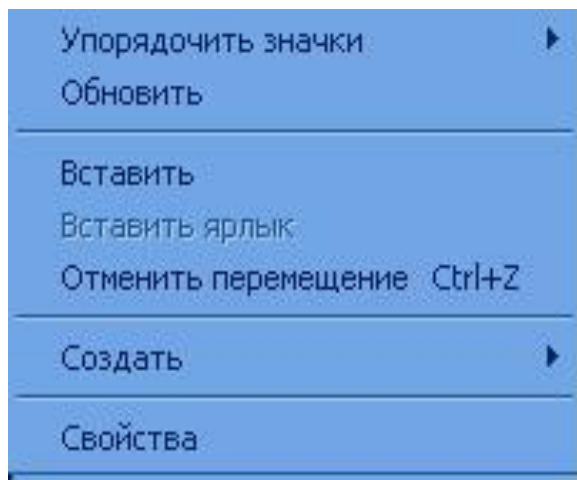 Упорядочить значки
Обновить
Вставить
Вставить ярлык
Отменить перемещение Ctrl+Z
Создать
Свойства